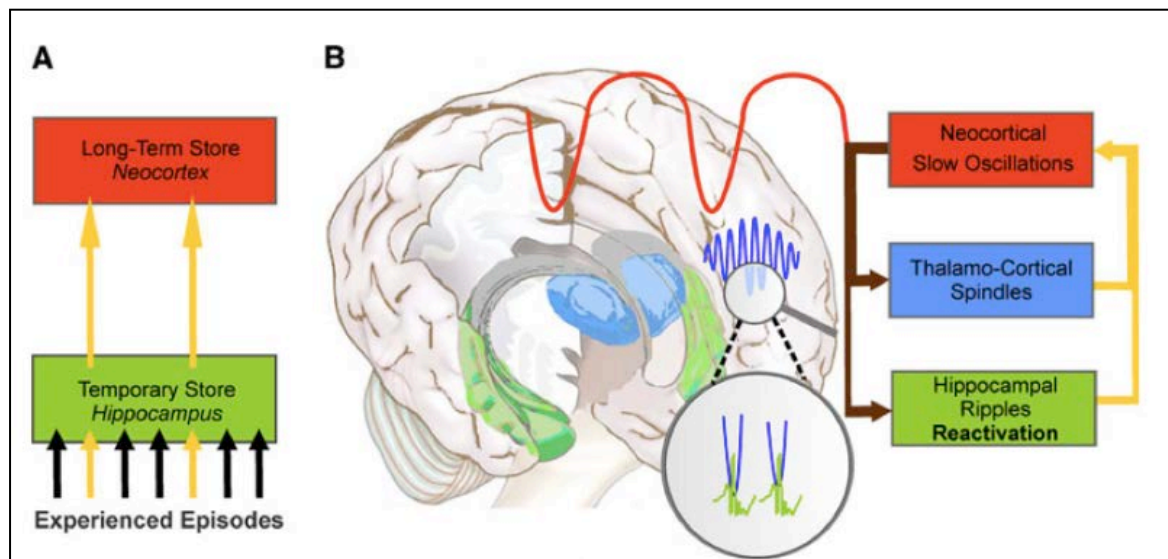 A
Long-Term Store
Neocortex
Temporary Store
Hippocampus
Experienced Episodes
B
Neocortical
Slow Oscillations
Thalamo-Cortical
Spindles
Hippocampal
Ripples
Reactivation